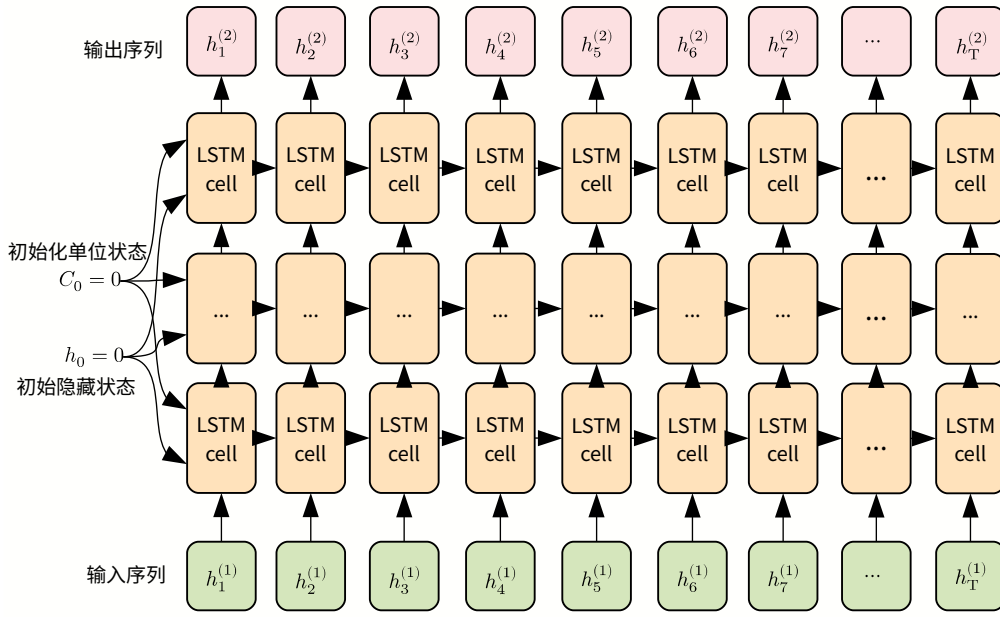 输出序列
h_1^{(2)} h_2^{(2)} h_3^{(2)} h_4^{(2)} h_5^{(2)} h_6^{(2)} h_7^{(2)} ... h_T^{(2)}
LSTM LSTM LSTM LSTM LSTM LSTM LSTM ... LSTM
cell cell cell cell cell cell cell cell
初始化单位状态
C_0 = 0
... ... ... ... ... ... ... ... ...
h_0 = 0
初始隐藏状态
LSTM LSTM LSTM LSTM LSTM LSTM LSTM ... LSTM
cell cell cell cell cell cell cell cell
输入序列
h_1^{(1)} h_2^{(1)} h_3^{(1)} h_4^{(1)} h_5^{(1)} h_6^{(1)} h_7^{(1)} ... h_T^{(1)}